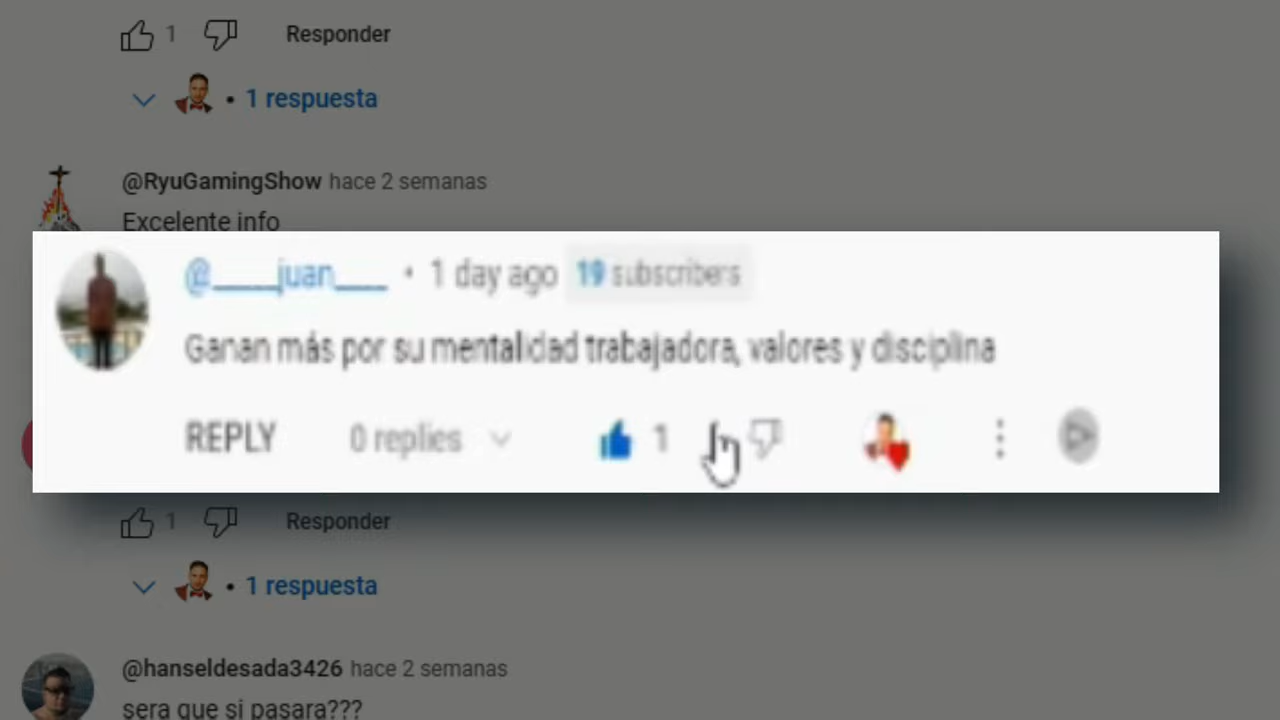 1 Responder
• 1 respuesta
@RyuGamingShow hace 2 semanas
Excelente info
@____juan___ • 1 day ago 19 subscribers
Ganan más por su mentalidad trabajadora, valores y disciplina
REPLY 0 replies 1
1 Responder
• 1 respuesta
@hanseldesada3426 hace 2 semanas
sera que si pasara???